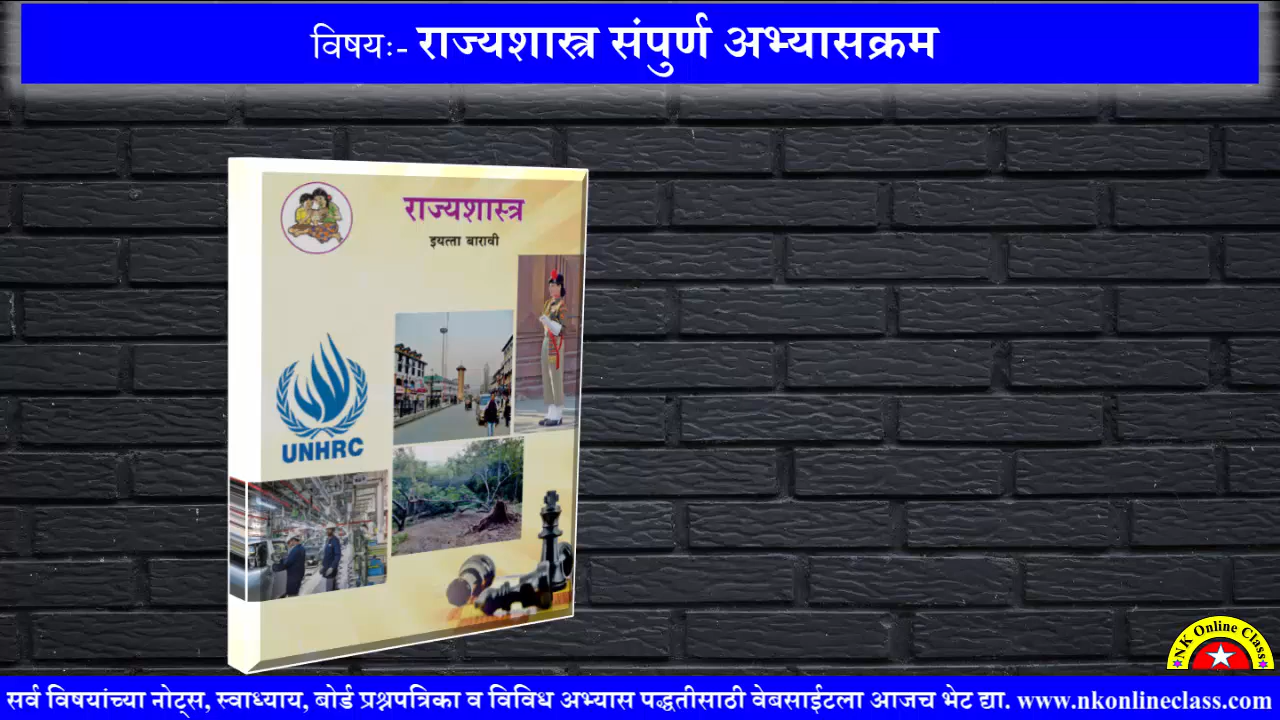 विषयः- राज्यशास्त्र संपुर्ण अभ्यासक्रम
राज्यशास्त्र
इयत्ता बारावी
UNHRC
NK Online Class
सर्व विषयांच्या नोट्स, स्वाध्याय, बोर्ड प्रश्नपत्रिका व विविध अभ्यास पद्धतीसाठी वेबसाईटला आजच भेट द्या. www.nkonlineclass.com